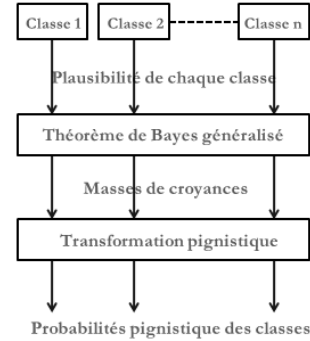 Classe 1 Classe 2 Classe n
Plausibilité de chaque classe
Théorème de Bayes généralisé
Masses de croyances
Transformation pignistique
Probabilités pignistique des classes